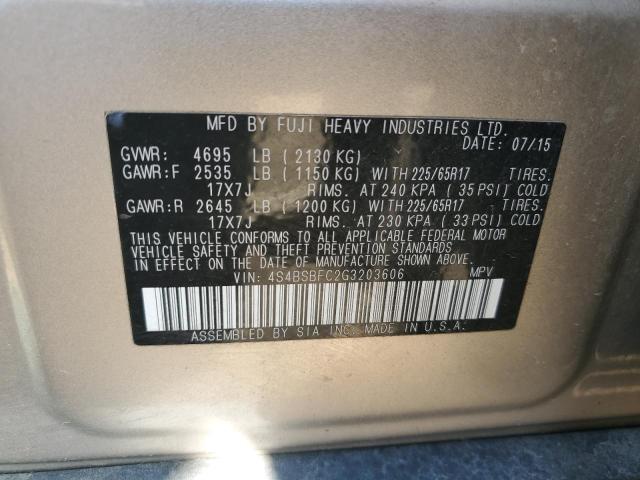 MFD BY FUJI HEAVY INDUSTRIES LTD.
DATE: 07/15
GVWR: 4695 LB ( 2130 KG)
GAWR:F 2535 LB ( 1150 KG) WITH 225/65R17 TIRES.
17X7J RIMS. AT 240 KPA ( 35 PSI) COLD
GAWR:R 2645 LB ( 1200 KG) WITH 225/65R17 TIRES.
17X7J RIMS. AT 230 KPA ( 33 PSI) COLD
THIS VEHICLE CONFORMS TO ALL APPLICABLE FEDERAL MOTOR
VEHICLE SAFETY AND THEFT PREVENTION STANDARDS
IN EFFECT ON THE DATE OF MANUFACTURE SHOWN ABOVE.
VIN: 4S4BSBFC2G3203606 MPV
ASSEMBLED BY SIA INC. MADE IN U.S.A.